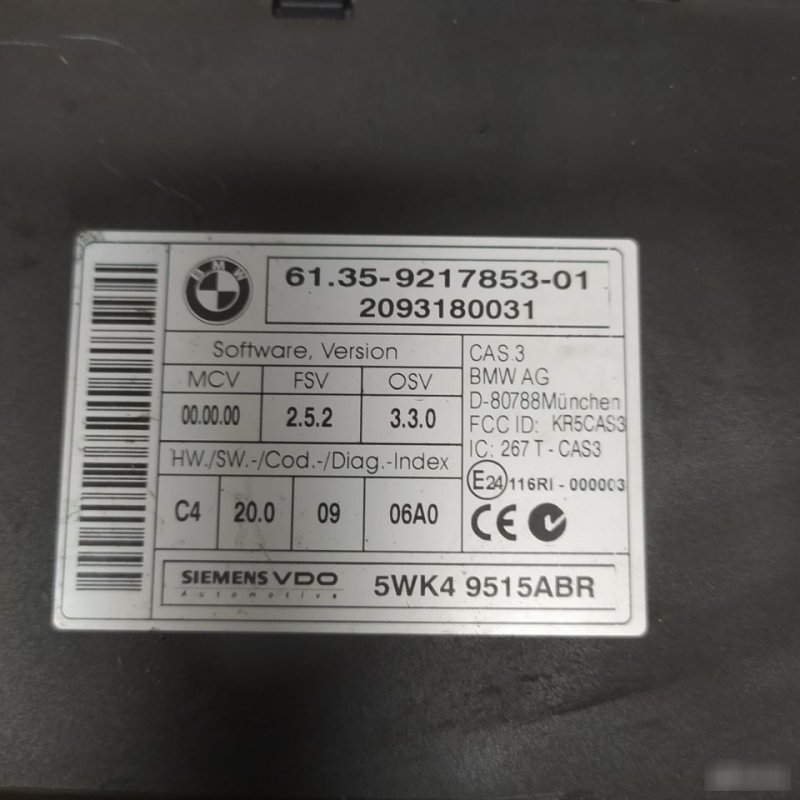 BMW
61.35-9217853-01
2093180031
Software, Version
MCV FSV OSV
00.00.00 2.5.2 3.3.0
HW./SW.-/Cod.-/Diag.-Index
C4 20.0 09 06A0
CAS.3
BMW AG
D-80788München
FCC ID: KR5CAS3
IC: 267 T - CAS3
E24 116RI - 000003
CE
SIEMENS VDO
Automotive
5WK4 9515ABR